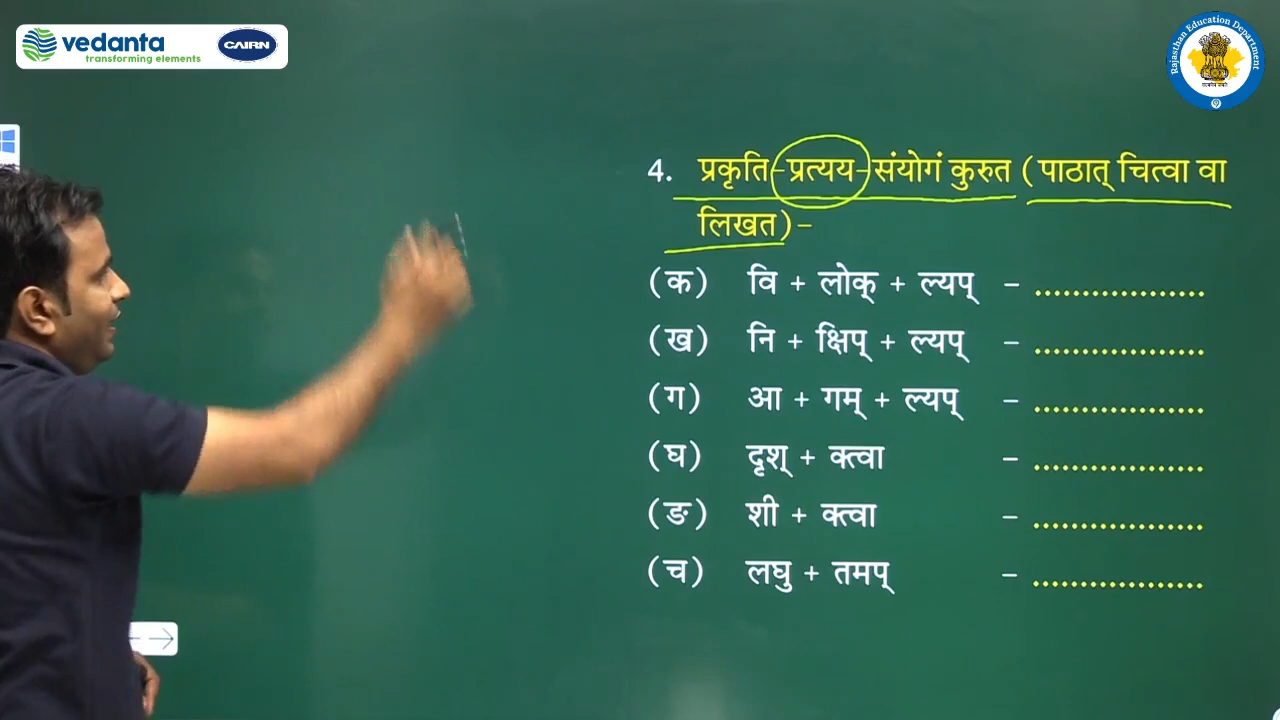 vedanta
transforming elements
CAIRN
Rajasthan Education Department
4. प्रकृति-प्रत्यय-संयोगं कुरुत (पाठात् चित्वा वा
लिखत)-
(क) वि + लोक् + ल्यप् - ..................
(ख) नि + क्षिप् + ल्यप् - ..................
(ग) आ + गम् + ल्यप् - ..................
(घ) दृश् + क्त्वा - ..................
(ङ) शी + क्त्वा - ..................
(च) लघु + तमप् - ..................